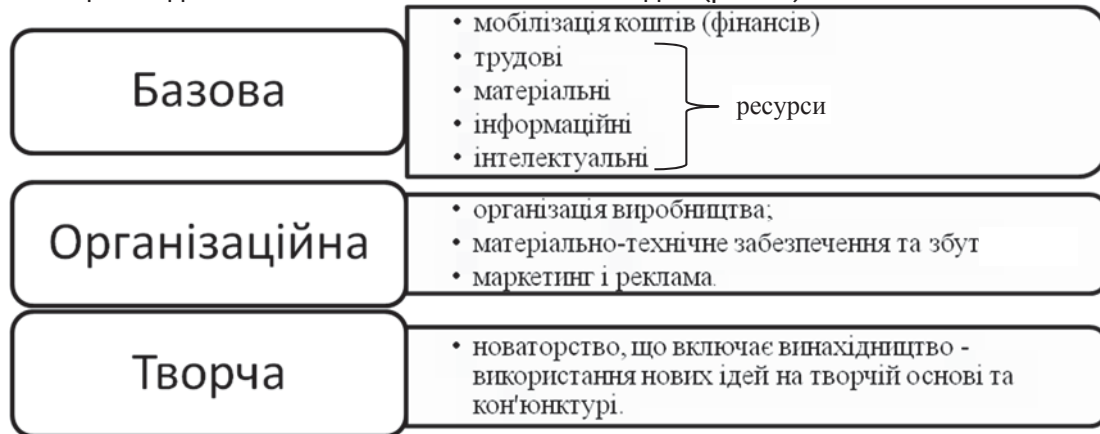 Базова
• мобілізація коштів (фінансів)
• трудові
• матеріальні
• інформаційні
• інтелектуальні
ресурси
Організаційна
• організація виробництва;
• матеріально-технічне забезпечення та збут
• маркетинг і реклама.
Творча
• новаторство, що включає винахідництво -
використання нових ідей на творчій основі та
кон'юнктурі.